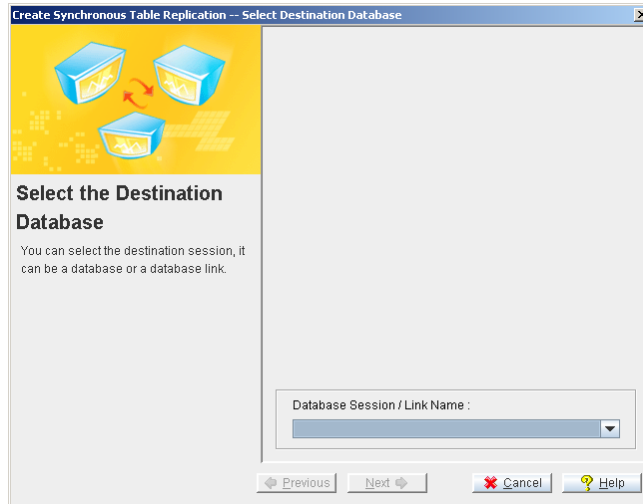 Create Synchronous Table Replication -- Select Destination Database
Select the Destination
Database
You can select the destination session, it
can be a database or a database link.
Database Session / Link Name :
Previous
Next
Cancel
Help